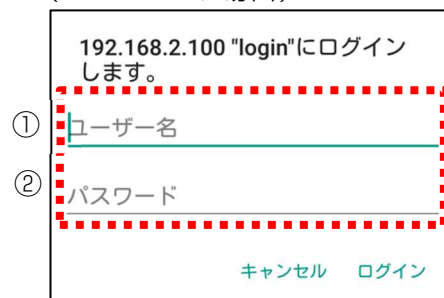 192.168.2.100 "login"にログイン
します。
① ユーザー名
② パスワード
キャンセル ログイン